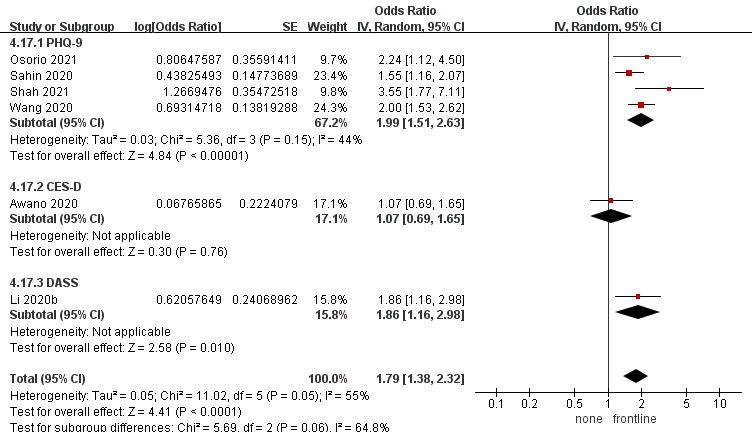 Odds Ratio Odds Ratio
Study or Subgroup log[Odds Ratio] SE Weight IV, Random, 95% CI IV, Random, 95% CI
4.17.1 PHQ-9
Osorio 2021 0.80647587 0.35591411 9.7% 2.24 [1.12, 4.50]
Sahin 2020 0.43825493 0.14773689 23.4% 1.55 [1.16, 2.07]
Shah 2021 1.2669476 0.35472518 9.8% 3.55 [1.77, 7.11]
Wang 2020 0.69314718 0.13819288 24.3% 2.00 [1.53, 2.62]
Subtotal (95% CI) 67.2% 1.99 [1.51, 2.63]
Heterogeneity: Tau² = 0.03; Chi² = 5.36, df = 3 (P = 0.15); I² = 44%
Test for overall effect: Z = 4.84 (P < 0.00001)
4.17.2 CES-D
Awano 2020 0.06765865 0.2224079 17.1% 1.07 [0.69, 1.65]
Subtotal (95% CI) 17.1% 1.07 [0.69, 1.65]
Heterogeneity: Not applicable
Test for overall effect: Z = 0.30 (P = 0.76)
4.17.3 DASS
Li 2020b 0.62057649 0.24068962 15.8% 1.86 [1.16, 2.98]
Subtotal (95% CI) 15.8% 1.86 [1.16, 2.98]
Heterogeneity: Not applicable
Test for overall effect: Z = 2.58 (P = 0.010)
Total (95% CI) 100.0% 1.79 [1.38, 2.32]
Heterogeneity: Tau² = 0.05; Chi² = 11.02, df = 5 (P = 0.05); I² = 55%
Test for overall effect: Z = 4.41 (P < 0.0001)
Test for subgroup differences: Chi² = 5.69, df = 2 (P = 0.06), I² = 64.8%
0.1 0.2 0.5 1 2 5 10
none frontline